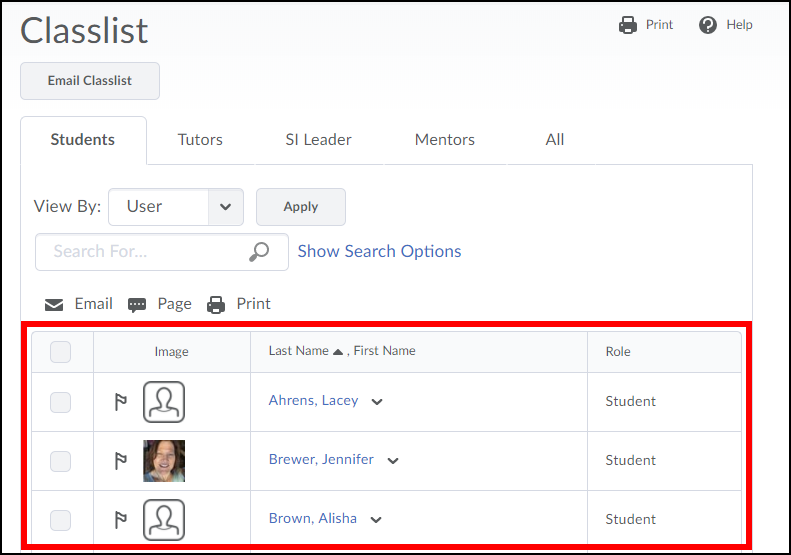 Classlist
Print Help
Email Classlist
Students Tutors SI Leader Mentors All
View By: User Apply
Search For... Show Search Options
Email Page Print
Image Last Name , First Name Role
Ahrens, Lacey Student
Brewer, Jennifer Student
Brown, Alisha Student